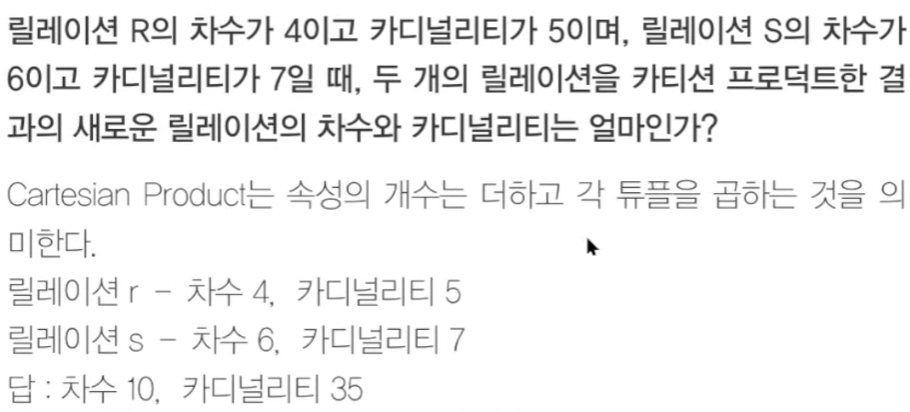 릴레이션 R의 차수가 4이고 카디널리티가 5이며, 릴레이션 S의 차수가
6이고 카디널리티가 7일 때, 두 개의 릴레이션을 카티션 프로덕트한 결
과의 새로운 릴레이션의 차수와 카디널리티는 얼마인가?
Cartesian Product는 속성의 개수는 더하고 각 튜플을 곱하는 것을 의
미한다.
릴레이션 r - 차수 4, 카디널리티 5
릴레이션 s - 차수 6, 카디널리티 7
답 : 차수 10, 카디널리티 35